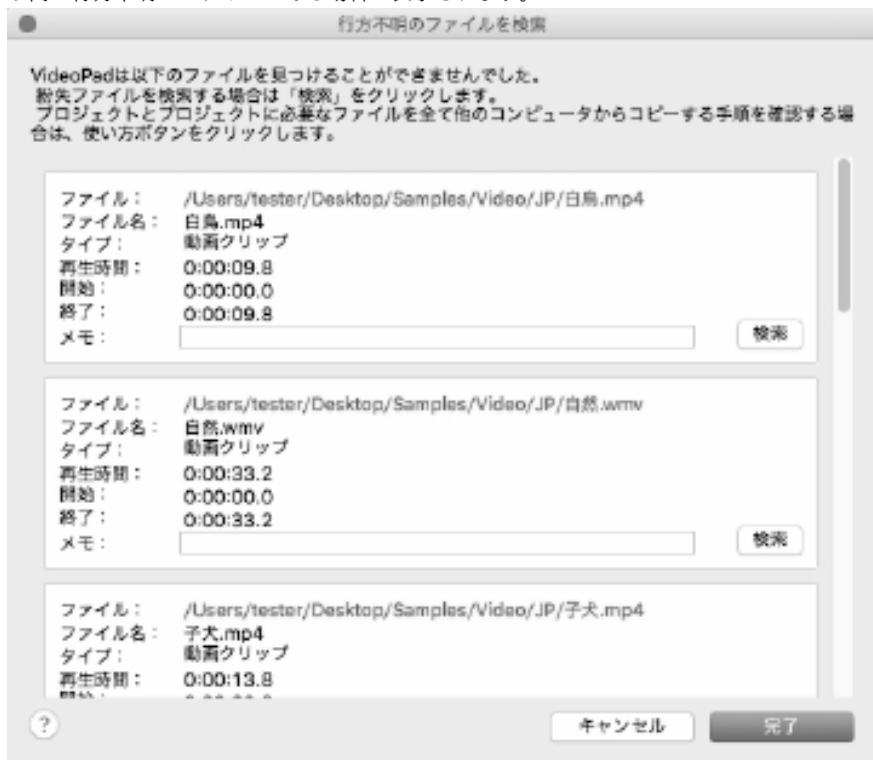 行方不明のファイルを検索
VideoPadは以下のファイルを見つけることができませんでした。
紛失ファイルを検索する場合は「検索」をクリックします。
プロジェクトとプロジェクトに必要なファイルを全て他のコンピュータからコピーする手順を確認する場
合は、使い方ボタンをクリックします。
ファイル： /Users/tester/Desktop/Samples/Video/JP/白鳥.mp4
ファイル名： 白鳥.mp4
タイプ： 動画クリップ
再生時間： 0:00:09.8
開始： 0:00:00.0
終了： 0:00:09.8
メモ：
検索
ファイル： /Users/tester/Desktop/Samples/Video/JP/自然.wmv
ファイル名： 自然.wmv
タイプ： 動画クリップ
再生時間： 0:00:33.2
開始： 0:00:00.0
終了： 0:00:33.2
メモ：
検索
ファイル： /Users/tester/Desktop/Samples/Video/JP/子犬.mp4
ファイル名： 子犬.mp4
タイプ： 動画クリップ
再生時間： 0:00:13.8
?
キャンセル
完了